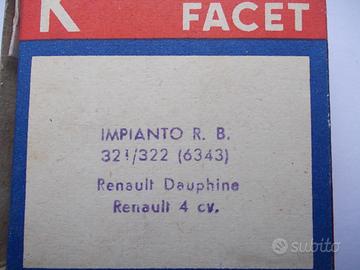 K FACET
IMPIANTO R. B.
321/322 (6343)
Renault Dauphine
Renault 4 cv.
subito